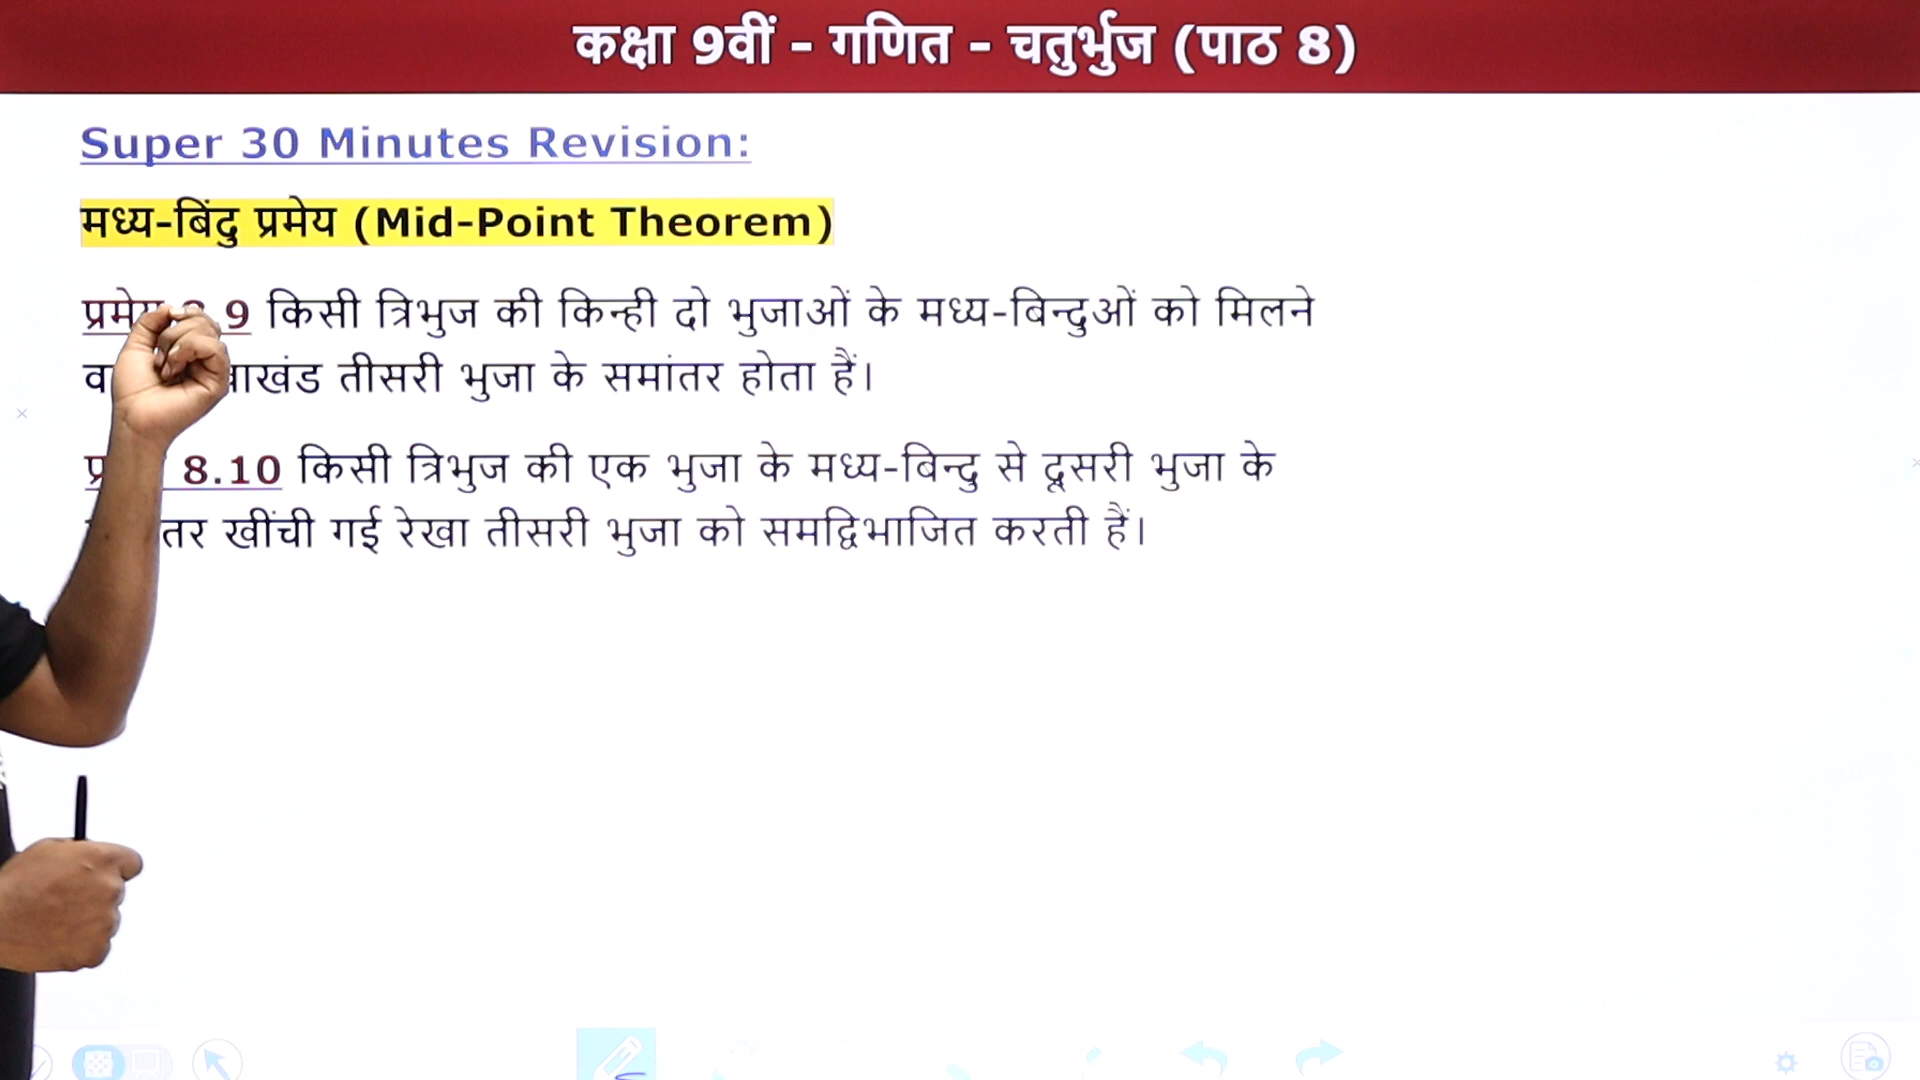 कक्षा 9वीं - गणित - चतुर्भुज (पाठ 8)
Super 30 Minutes Revision:
मध्य-बिंदु प्रमेय (Mid-Point Theorem)
9 किसी त्रिभुज की किन्ही दो भुजाओं के मध्य-बिन्दुओं को मिलने
तीसरी भुजा के समांतर होता हैं।
8.10 किसी त्रिभुज की एक भुजा के मध्य-बिन्दु से दूसरी भुजा के
खींची गई रेखा तीसरी भुजा को समद्विभाजित करती हैं।